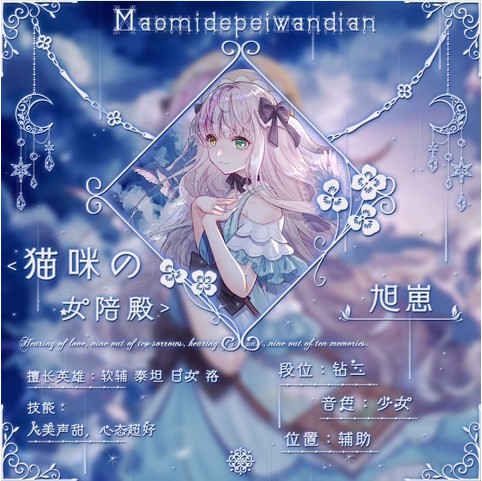 Maomidepeiwandian
<猫咪の
女陪殿>
旭崽
Hearing of love, nine out of ten sorrows, hearing nine out of ten memories.
擅长英雄：软辅 泰坦 日女 洛
段位：钻二
技能：
音色：少女
人美声甜，心态超好
位置：辅助